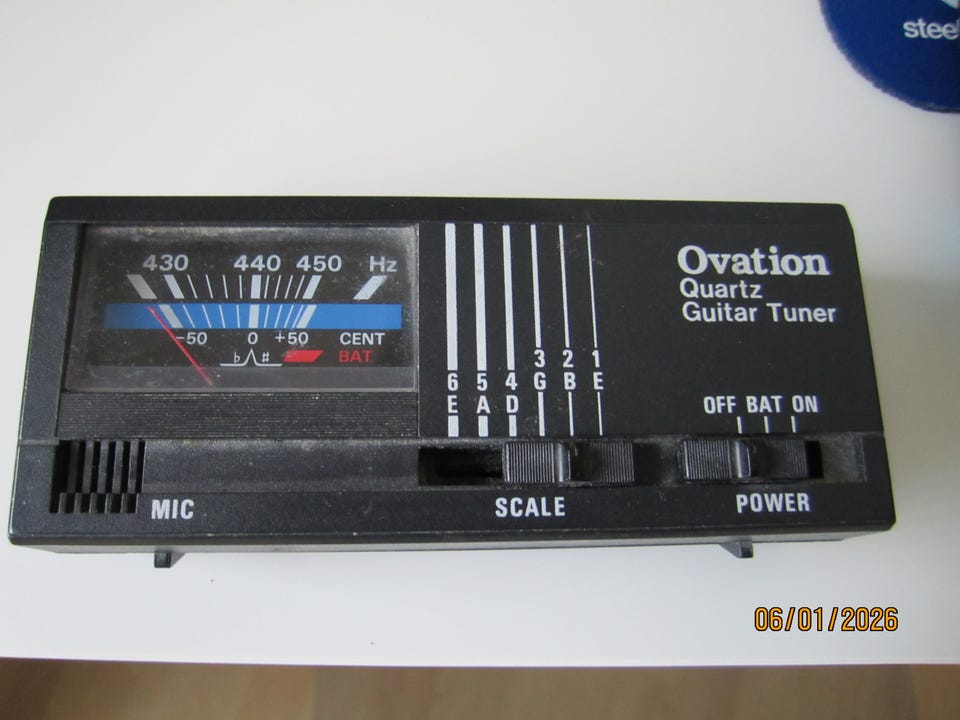 steel
430 440 450 Hz
-50 0 +50 CENT
♭ # BAT
6 5 4 3 2 1
E A D G B E
Ovation
Quartz
Guitar Tuner
OFF BAT ON
MIC
SCALE
POWER
06/01/2026